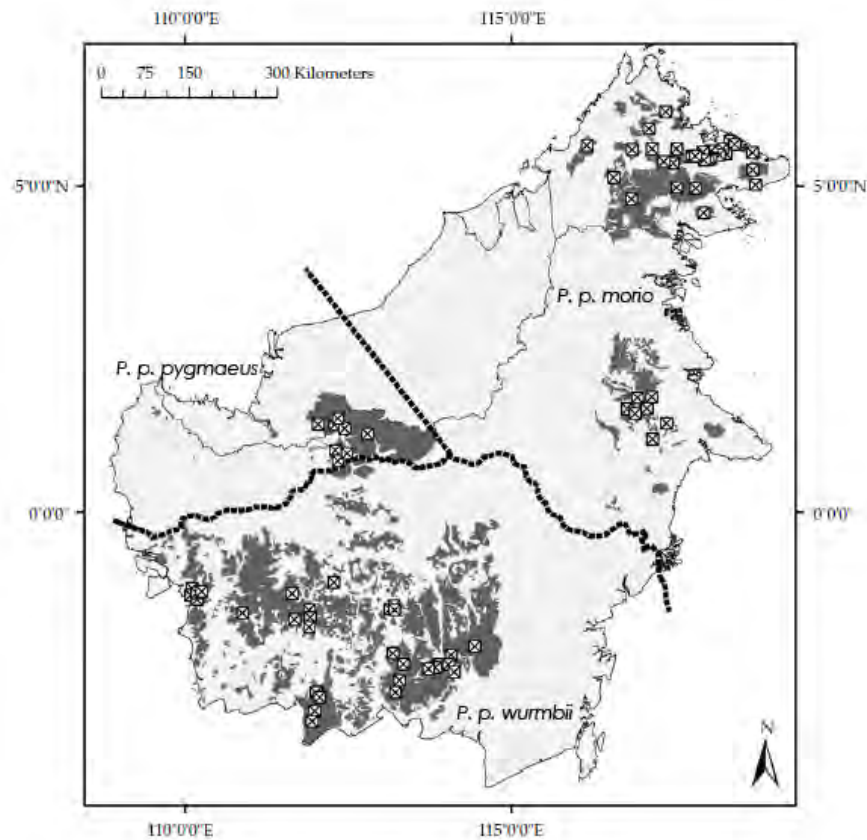 110°0'0"E 115°0'0"E
0 75 150 300 Kilometers
5°0'0"N 5°0'0"N
P. p. morio
P. p. pygmaeus
0°0'0" 0°0'0"
P. p. wurmbii
N
110°0'0"E 115°0'0"E